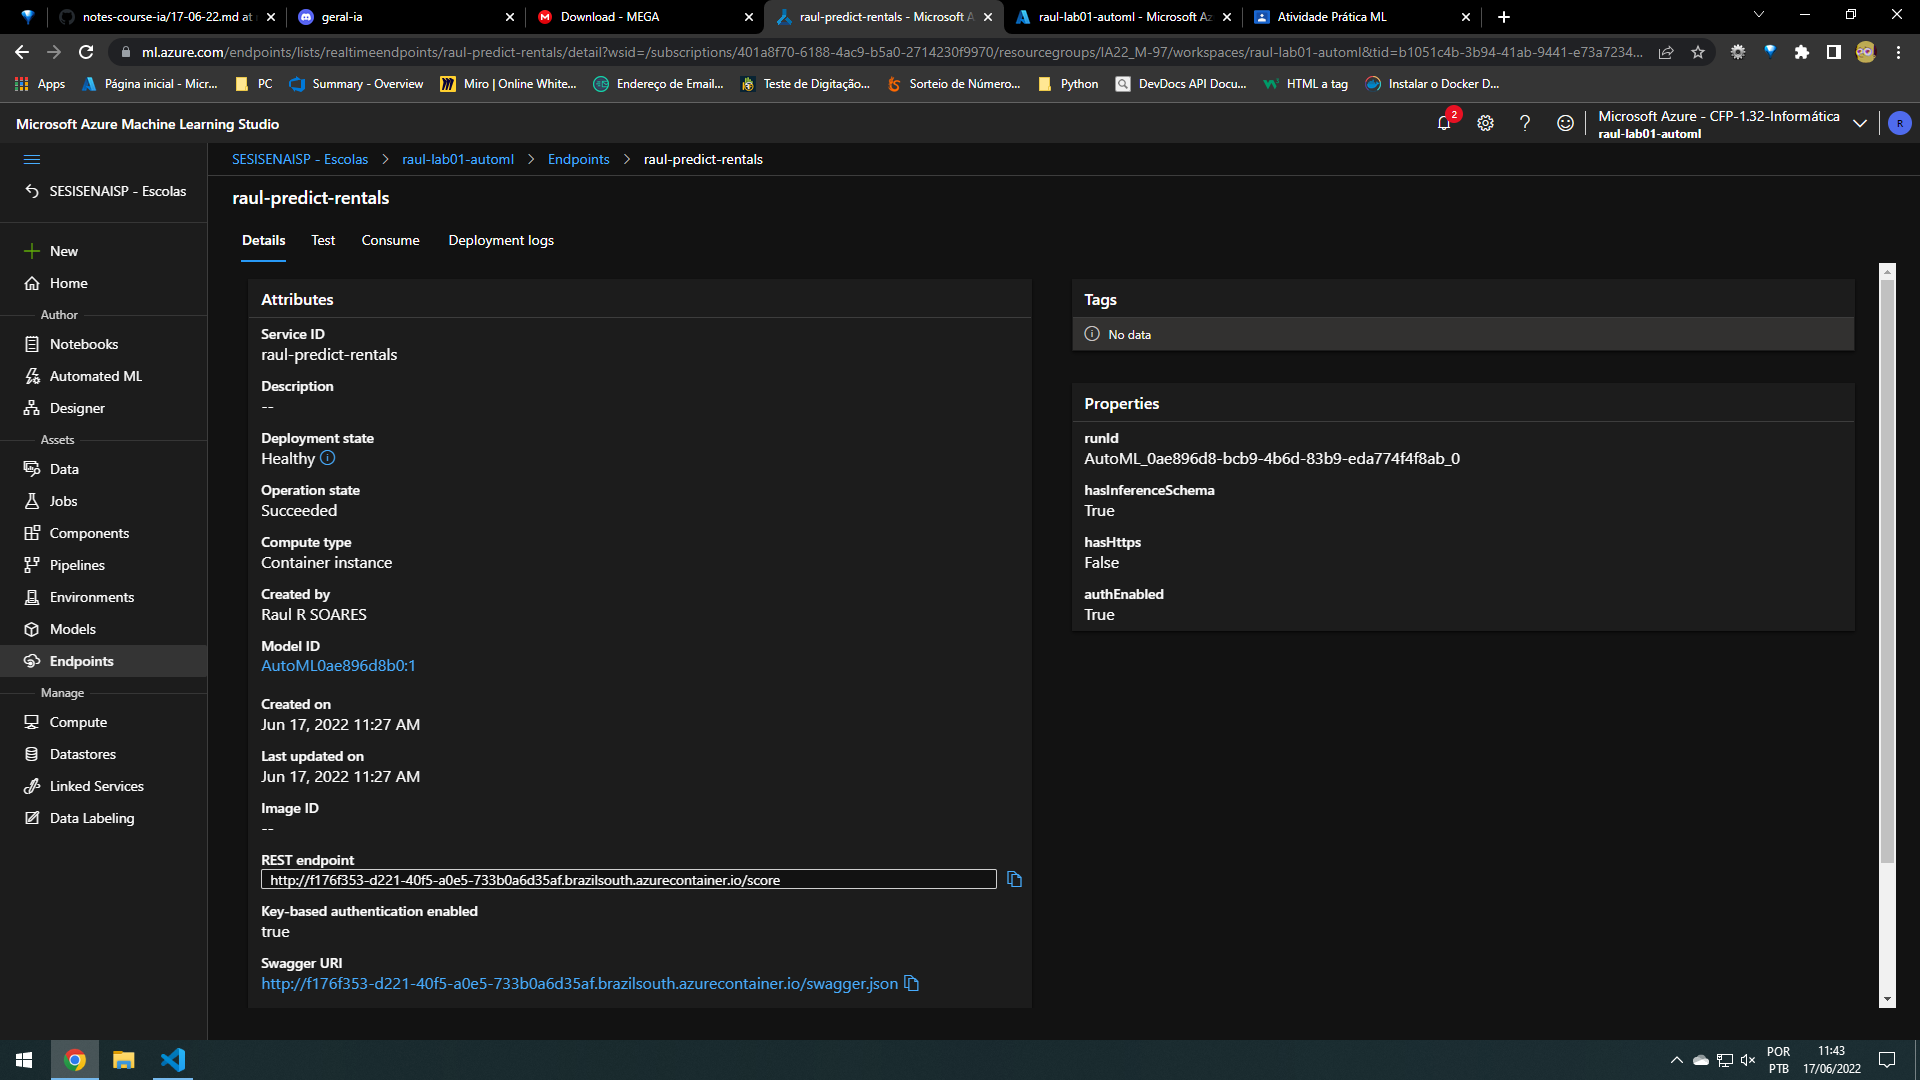 notes-course-ia/17-06-22.md at
geral-ia
Download - MEGA
raul-predict-rentals - Microsoft A
raul-lab01-automl - Microsoft Az
Atividade Prática ML
ml.azure.com/endpoints/lists/realtimeendpoints/raul-predict-rentals/detail?wsid=/subscriptions/401a8f70-6188-4ac9-b5a0-2714230f9970/resourcegroups/IA22_M-97/workspaces/raul-lab01-automl&tid=b1051c4b-3b94-41ab-9441-e73a7234...
Apps
Página inicial - Micr...
PC
Summary - Overview
Miro | Online White...
Endereço de Email...
Teste de Digitação...
Sorteio de Número...
Python
DevDocs API Docu...
HTML a tag
Instalar o Docker D...
Microsoft Azure Machine Learning Studio
2
Microsoft Azure - CFP-1.32-Informática
raul-lab01-automl
R
SESISENAISP - Escolas
raul-lab01-automl
Endpoints
raul-predict-rentals
SESISENAISP - Escolas
New
Home
Author
Notebooks
Automated ML
Designer
Assets
Data
Jobs
Components
Pipelines
Environments
Models
Endpoints
Manage
Compute
Datastores
Linked Services
Data Labeling
raul-predict-rentals
Details
Test
Consume
Deployment logs
Attributes
Service ID
raul-predict-rentals
Description
--
Deployment state
Healthy
Operation state
Succeeded
Compute type
Container instance
Created by
Raul R SOARES
Model ID
AutoML0ae896d8b0:1
Created on
Jun 17, 2022 11:27 AM
Last updated on
Jun 17, 2022 11:27 AM
Image ID
--
REST endpoint
http://f176f353-d221-40f5-a0e5-733b0a6d35af.brazilsouth.azurecontainer.io/score
Key-based authentication enabled
true
Swagger URI
http://f176f353-d221-40f5-a0e5-733b0a6d35af.brazilsouth.azurecontainer.io/swagger.json
Tags
No data
Properties
runId
AutoML_0ae896d8-bcb9-4b6d-83b9-eda774f4f8ab_0
hasInferenceSchema
True
hasHttps
False
authEnabled
True
POR
PTB
11:43
17/06/2022